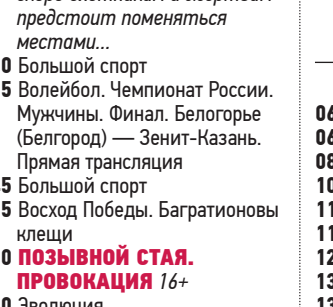 предстоит поменяться
местами...
0 Большой спорт
5 Волейбол. Чемпионат России.
Мужчины. Финал. Белогорье
(Белгород) — Зенит-Казань.
Прямая трансляция
5 Большой спорт
5 Восход Победы. Багратионовы
клещи
0 ПОЗЫВНОЙ СТАЯ.
ПРОВОКАЦИЯ 16+
0 Эволюция
06
06
08
10
11
11
12
13